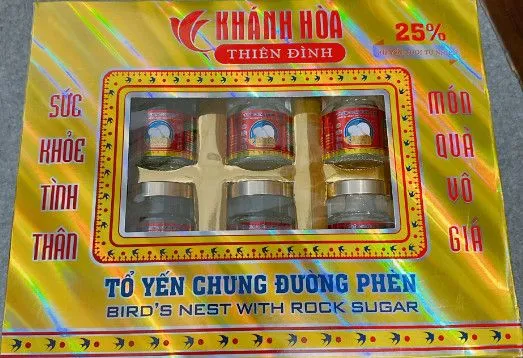 KHÁNH HÒA
THIÊN ĐÌNH
25%
SỨC
KHỎE
TÌNH
THÂN
MÓN
QUÀ
VÔ
GIÁ
TỔ YẾN CHƯNG ĐƯỜNG PHÈN
BIRD'S NEST WITH ROCK SUGAR